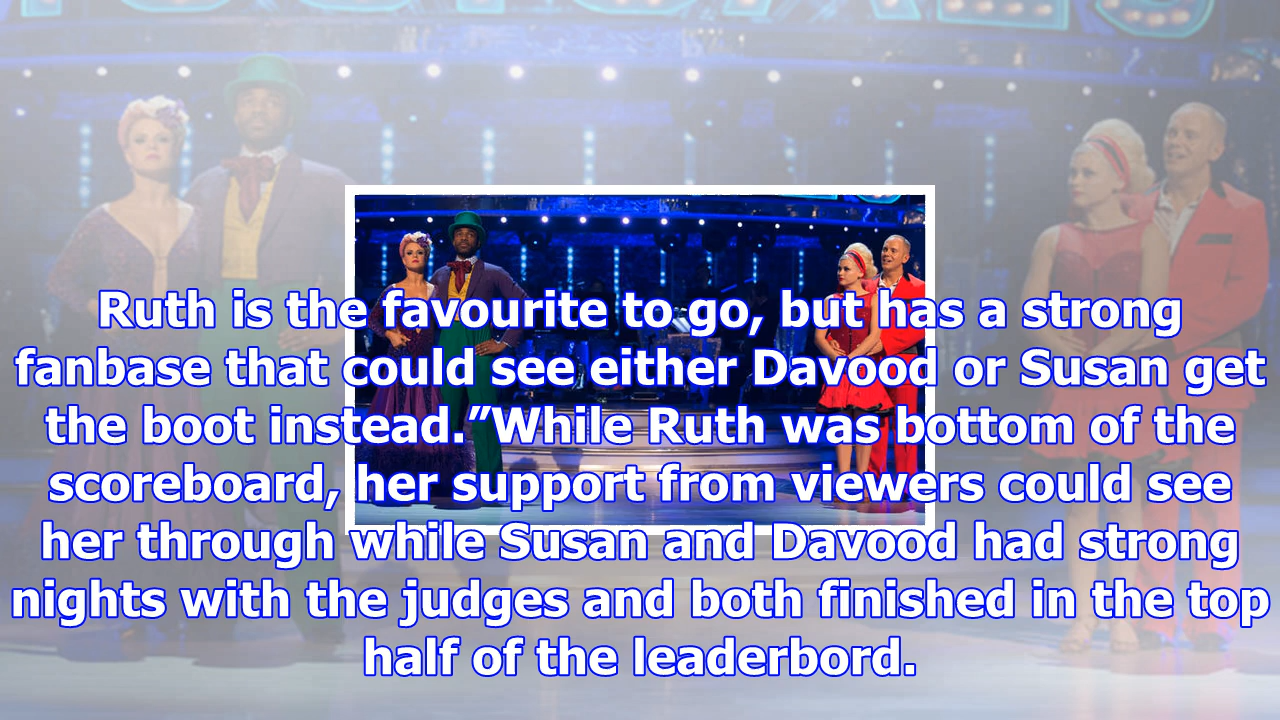 Ruth is the favourite to go, but has a strong
fanbase that could see either Davood or Susan get
the boot instead.”While Ruth was bottom of the
scoreboard, her support from viewers could see
her through while Susan and Davood had strong
nights with the judges and both finished in the top
half of the leaderbord.